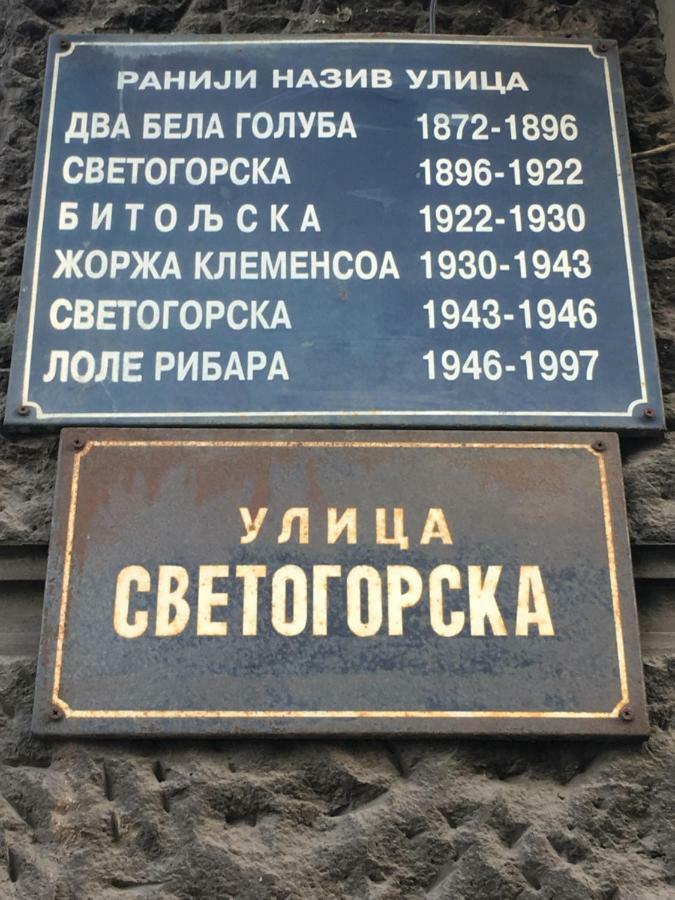 РАНИЈИ НАЗИВ УЛИЦА
ДВА БЕЛА ГОЛУБА 1872-1896
СВЕТОГОРСКА 1896-1922
БИТОЉСКА 1922-1930
ЖОРЖА КЛЕМЕНСОА 1930-1943
СВЕТОГОРСКА 1943-1946
ЛОЛЕ РИБАРА 1946-1997
УЛИЦА
СВЕТОГОРСКА